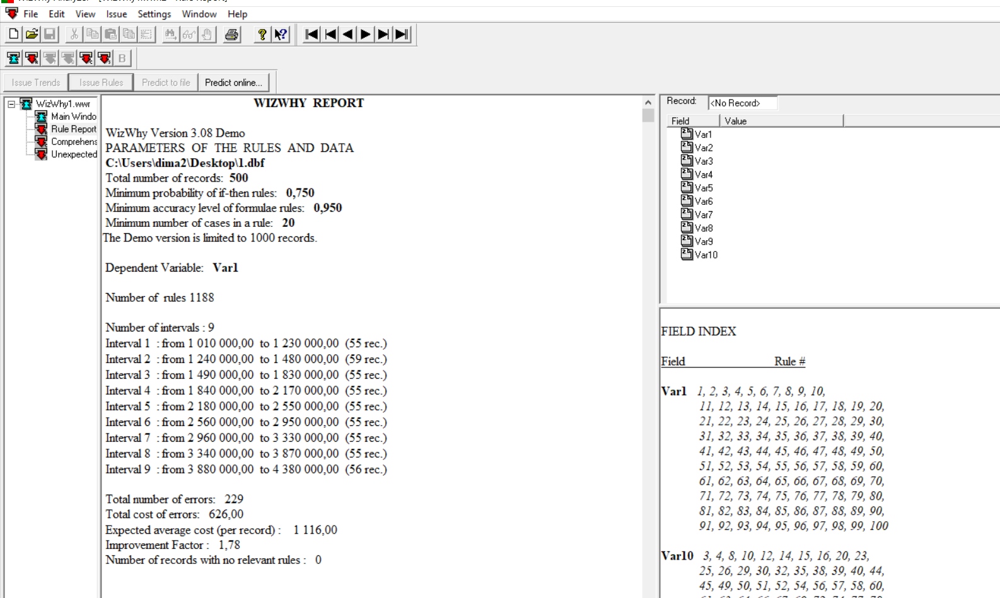 File Edit View Issue Settings Window Help
Issue Trends Issue Rules Predict to file Predict online...
WizWhy1.wwr
Main Windo
Rule Report
Comprehens
Unexpected
WIZWHY REPORT
WizWhy Version 3.08 Demo
PARAMETERS OF THE RULES AND DATA
C:\Users\dima2\Desktop\1.dbf
Total number of records: 500
Minimum probability of if-then rules: 0,750
Minimum accuracy level of formulae rules: 0,950
Minimum number of cases in a rule: 20
The Demo version is limited to 1000 records.
Dependent Variable: Var1
Number of rules 1188
Number of intervals : 9
Interval 1 : from 1 010 000,00 to 1 230 000,00 (55 rec.)
Interval 2 : from 1 240 000,00 to 1 480 000,00 (59 rec.)
Interval 3 : from 1 490 000,00 to 1 830 000,00 (55 rec.)
Interval 4 : from 1 840 000,00 to 2 170 000,00 (55 rec.)
Interval 5 : from 2 180 000,00 to 2 550 000,00 (55 rec.)
Interval 6 : from 2 560 000,00 to 2 950 000,00 (55 rec.)
Interval 7 : from 2 960 000,00 to 3 330 000,00 (55 rec.)
Interval 8 : from 3 340 000,00 to 3 870 000,00 (55 rec.)
Interval 9 : from 3 880 000,00 to 4 380 000,00 (56 rec.)
Total number of errors: 229
Total cost of errors: 626,00
Expected average cost (per record) : 1 116,00
Improvement Factor : 1,78
Number of records with no relevant rules : 0
Record: <No Record>
Field Value
Var1
Var2
Var3
Var4
Var5
Var6
Var7
Var8
Var9
Var10
FIELD INDEX
Field Rule #
Var1 1, 2, 3, 4, 5, 6, 7, 8, 9, 10,
11, 12, 13, 14, 15, 16, 17, 18, 19, 20,
21, 22, 23, 24, 25, 26, 27, 28, 29, 30,
31, 32, 33, 34, 35, 36, 37, 38, 39, 40,
41, 42, 43, 44, 45, 46, 47, 48, 49, 50,
51, 52, 53, 54, 55, 56, 57, 58, 59, 60,
61, 62, 63, 64, 65, 66, 67, 68, 69, 70,
71, 72, 73, 74, 75, 76, 77, 78, 79, 80,
81, 82, 83, 84, 85, 86, 87, 88, 89, 90,
91, 92, 93, 94, 95, 96, 97, 98, 99, 100
Var10 3, 4, 8, 10, 12, 14, 15, 16, 20, 23,
25, 26, 29, 30, 32, 35, 38, 39, 40, 44,
45, 49, 50, 51, 52, 54, 56, 57, 58, 60,